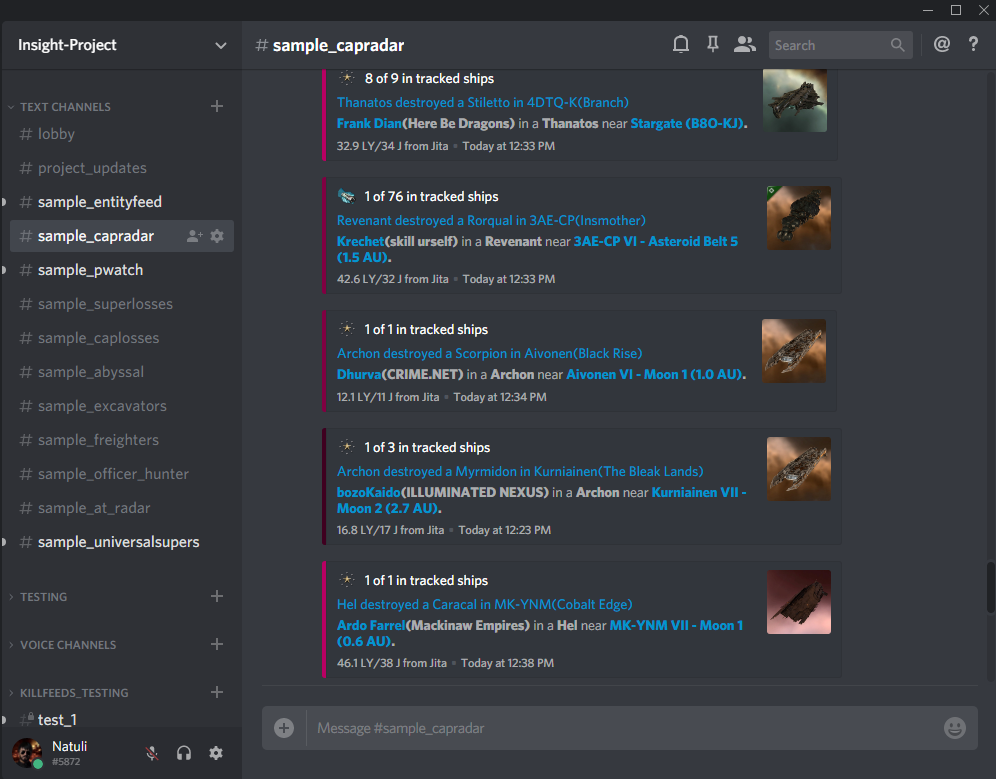 Insight-Project
# sample_capradar
Search
@
?
TEXT CHANNELS
# lobby
# project_updates
# sample_entityfeed
# sample_capradar
# sample_pwatch
# sample_superlosses
# sample_caplosses
# sample_abyssal
# sample_excavators
# sample_freighters
# sample_officer_hunter
# sample_at_radar
# sample_universalsupers
TESTING
VOICE CHANNELS
KILLFEEDS_TESTING
# test_1
Natuli
#5872
8 of 9 in tracked ships
Thanatos destroyed a Stiletto in 4DTQ-K(Branch)
Frank Dian(Here Be Dragons) in a Thanatos near Stargate (B8O-KJ).
32.9 LY/34 J from Jita • Today at 12:33 PM
1 of 76 in tracked ships
Revenant destroyed a Rorqual in 3AE-CP(Insmother)
Krechet(skill urself) in a Revenant near 3AE-CP VI - Asteroid Belt 5
(1.5 AU).
42.6 LY/32 J from Jita • Today at 12:33 PM
1 of 1 in tracked ships
Archon destroyed a Scorpion in Aivonen(Black Rise)
Dhurva(CRIME.NET) in a Archon near Aivonen VI - Moon 1 (1.0 AU).
12.1 LY/11 J from Jita • Today at 12:34 PM
1 of 3 in tracked ships
Archon destroyed a Myrmidon in Kurniainen(The Bleak Lands)
bozoKaido(ILLUMINATED NEXUS) in a Archon near Kurniainen VII -
Moon 2 (2.7 AU).
16.8 LY/17 J from Jita • Today at 12:23 PM
1 of 1 in tracked ships
Hel destroyed a Caracal in MK-YNM(Cobalt Edge)
Ardo Farrel(Mackinaw Empires) in a Hel near MK-YNM VII - Moon 1
(0.6 AU).
46.1 LY/38 J from Jita • Today at 12:38 PM
Message #sample_capradar